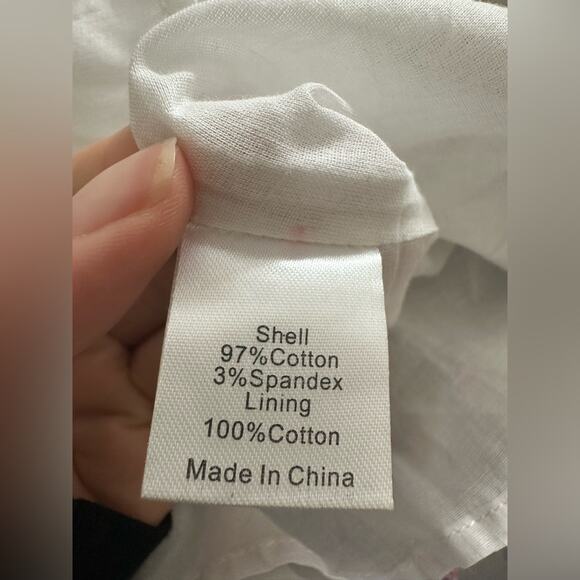 Shell
97%Cotton
3%Spandex
Lining
100%Cotton
Made In China